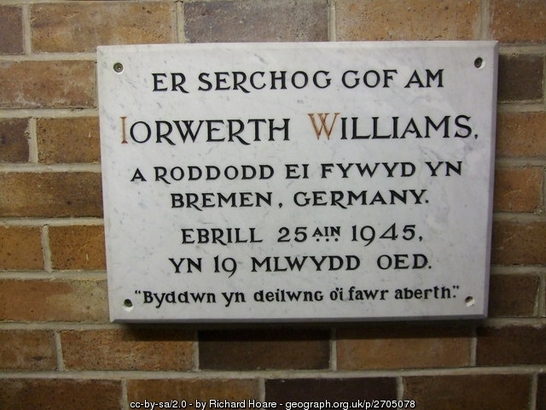 ER SERCHOG GOF AM
IORWERTH WILLIAMS,
A RODDODD EI FYWYD YN
BREMEN, GERMANY.
EBRILL 25AIN 1945,
YN 19 MLWYDD OED.
"Byddwn yn deilwng o'i fawr aberth."
cc-by-sa/2.0 - by Richard Hoare - geograph.org.uk/p/2705078